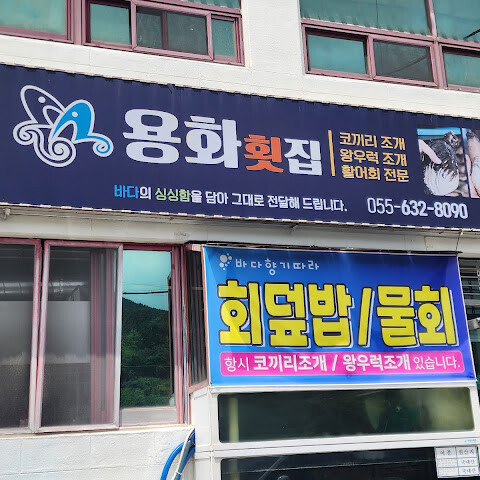 용화횟집
코끼리 조개
왕우럭 조개
활어회 전문
바다의 싱싱함을 담아 그대로 전달해 드립니다.
055-632-8090
바다향기따라
회덮밥/물회
항시 코끼리조개 / 왕우럭조개 있습니다.